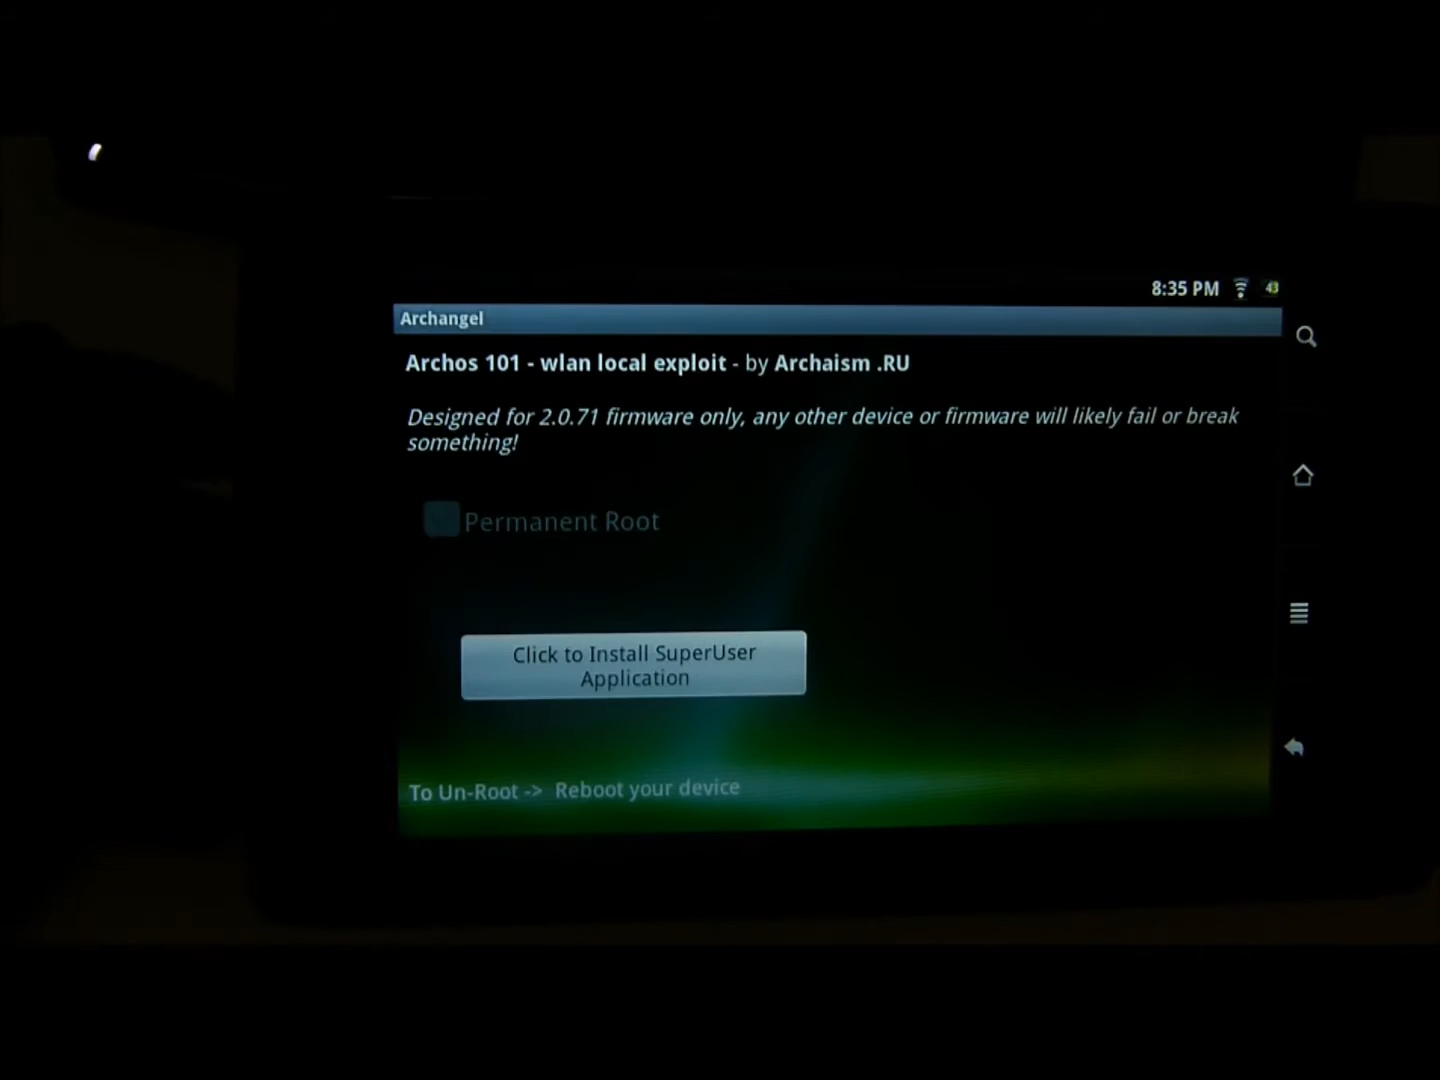 8:35 PM 43
Archangel
Archos 101 - wlan local exploit - by Archaism .RU
Designed for 2.0.71 firmware only, any other device or firmware will likely fail or break
something!
Permanent Root
Click to Install SuperUser
Application
To Un-Root -> Reboot your device